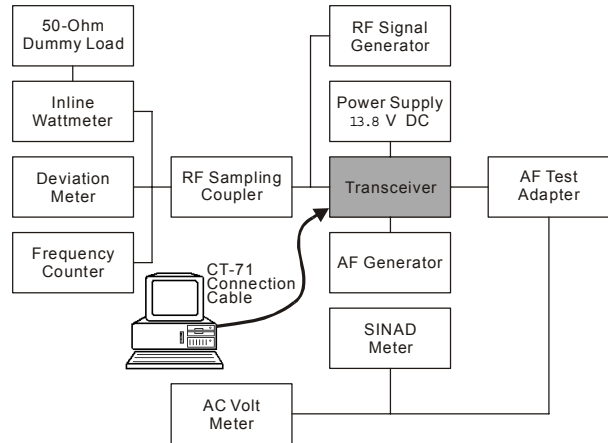 50-Ohm
Dummy Load
RF Signal
Generator
Inline
Wattmeter
Power Supply
13.8 V DC
Deviation
Meter
RF Sampling
Coupler
Transceiver
AF Test
Adapter
Frequency
Counter
CT-71
Connection
Cable
AF Generator
SINAD
Meter
AC Volt
Meter